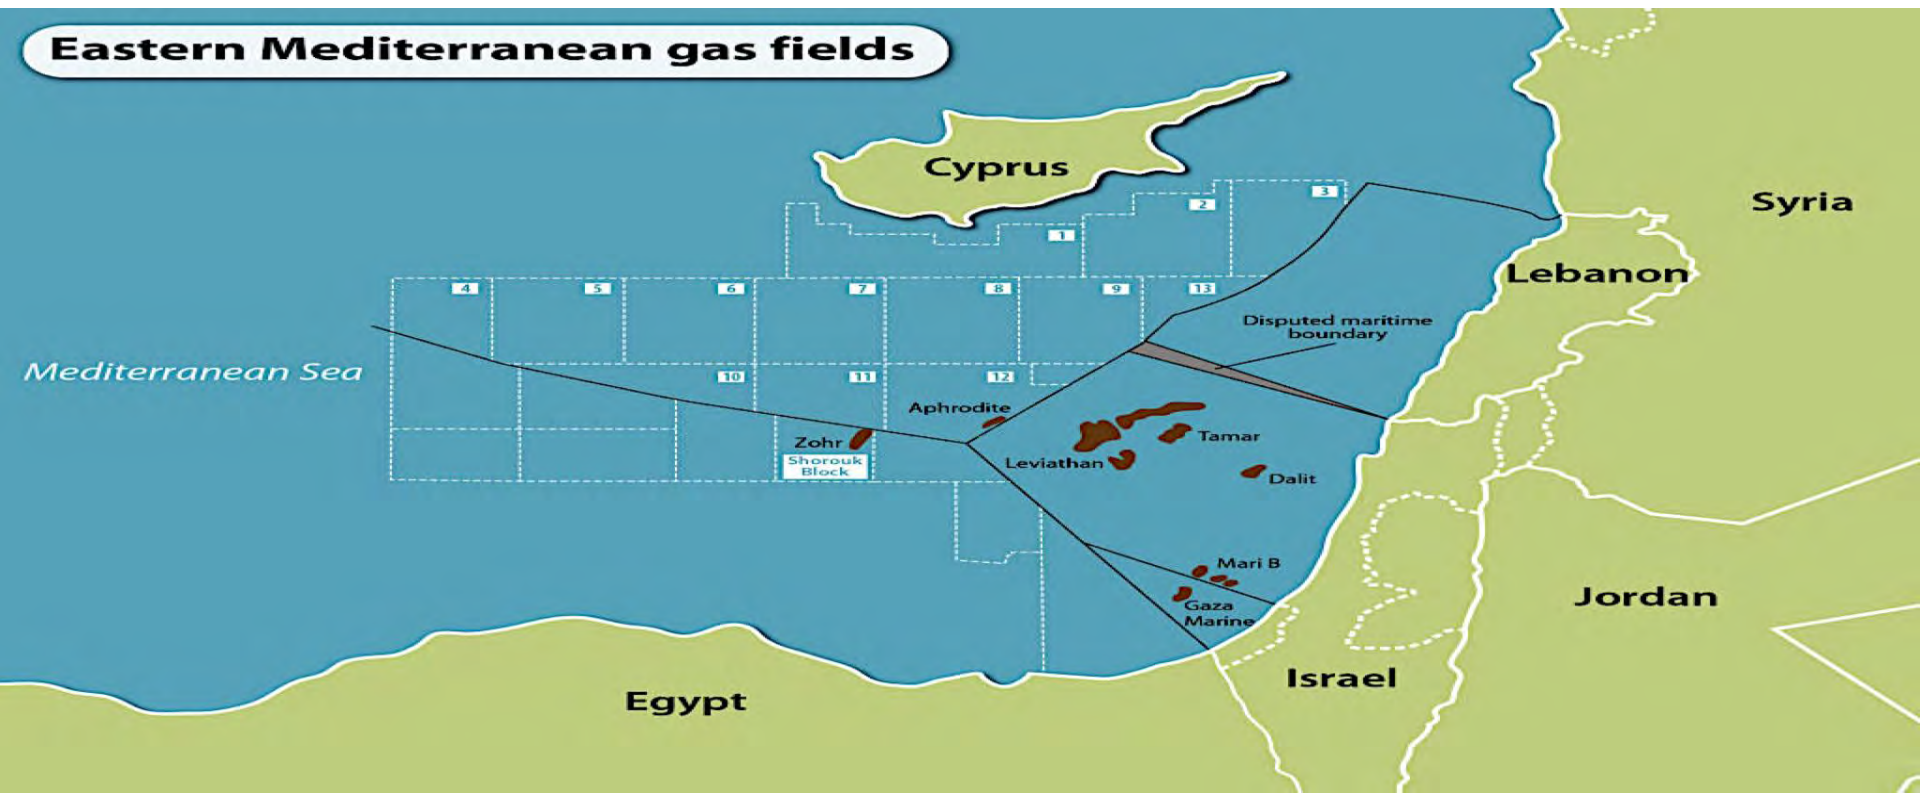 Eastern Mediterranean gas fields
Cyprus
Syria
3
2
1
Lebanon
4
5
6
7
8
9
13
Disputed maritime
boundary
Mediterranean Sea
10
11
12
Aphrodite
Zohr
Shorouk
Block
Tamar
Leviathan
Dalit
Mari B
Gaza
Marine
Jordan
Israel
Egypt